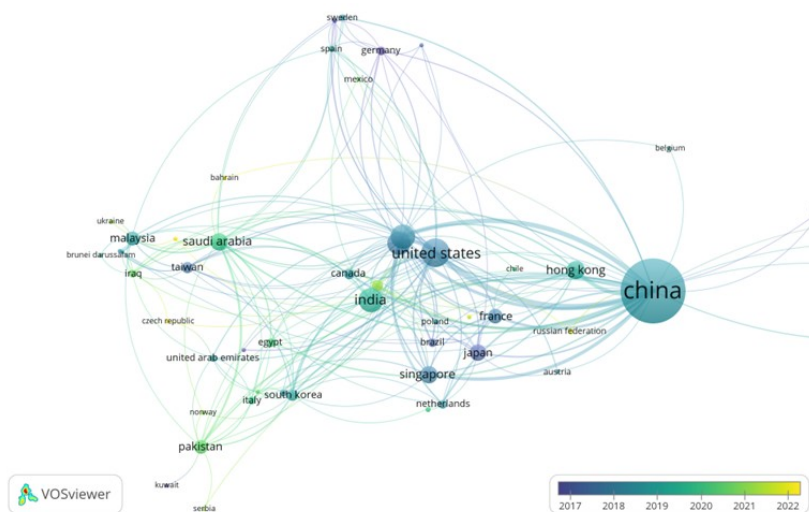 sweden
spain
germany
mexico
belgium
bahrain
ukraine
malaysia
saudi arabia
brunei darussalam
united states
taiwan
iraq
canada
chile
hong kong
india
china
czech republic
poland
france
russian federation
egypt
brazil
japan
united arab emirates
singapore
austria
italy
south korea
netherlands
norway
pakistan
kuwait
serbia
VOSviewer
2017 2018 2019 2020 2021 2022